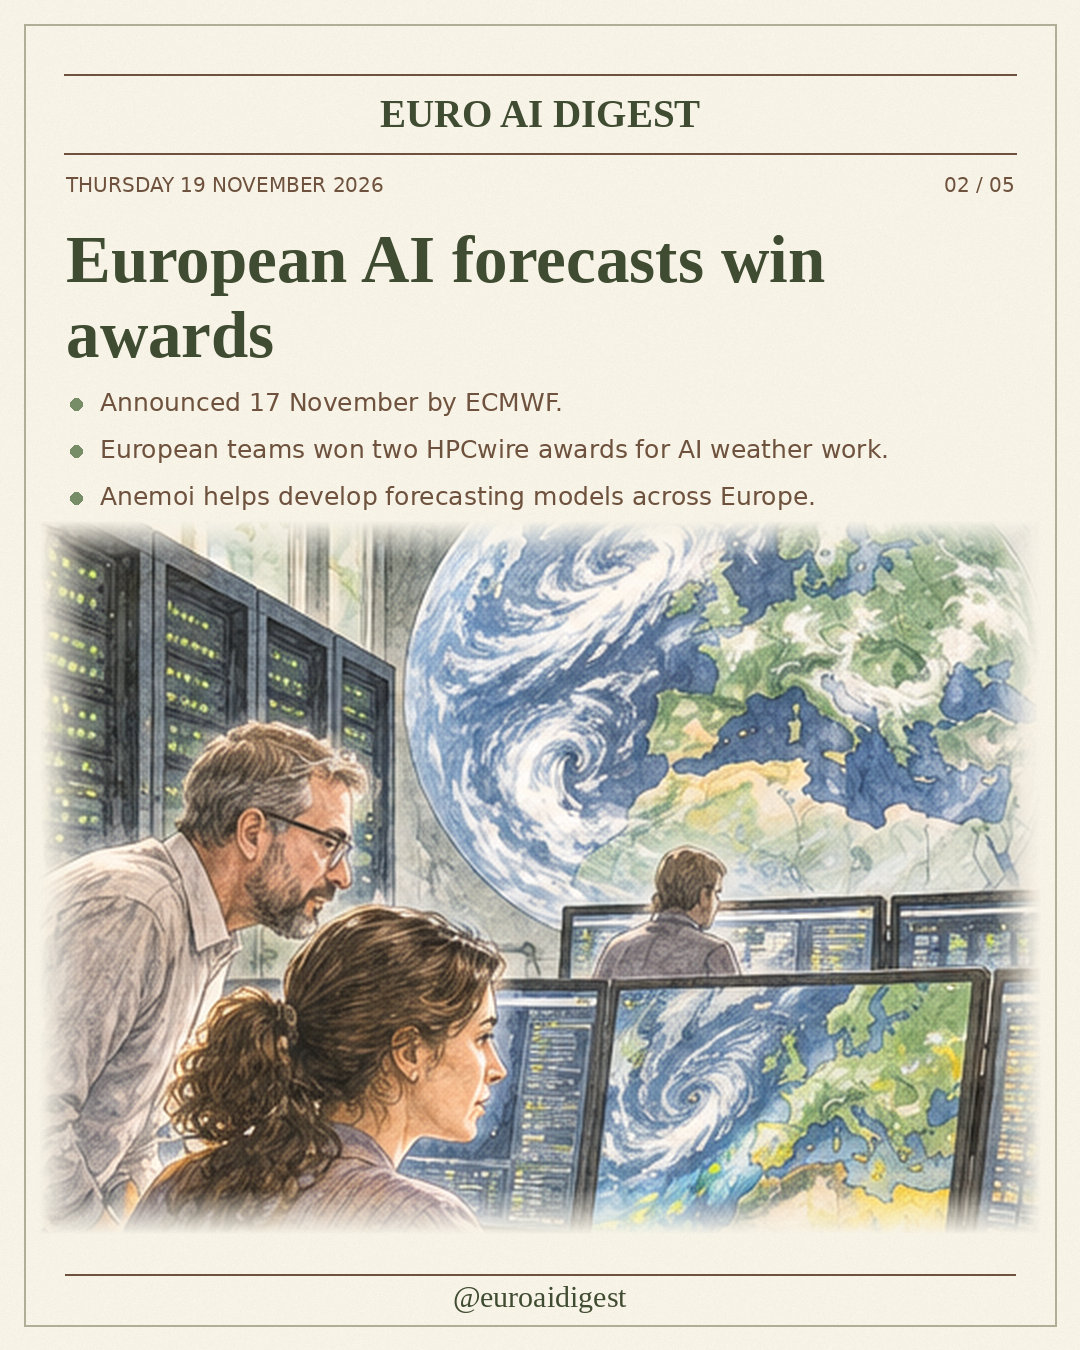 EURO AI DIGEST
THURSDAY 19 NOVEMBER 2026
02 / 05
European AI forecasts win
awards
Announced 17 November by ECMWF.
European teams won two HPCwire awards for AI weather work.
Anemoi helps develop forecasting models across Europe.
@euroaidigest